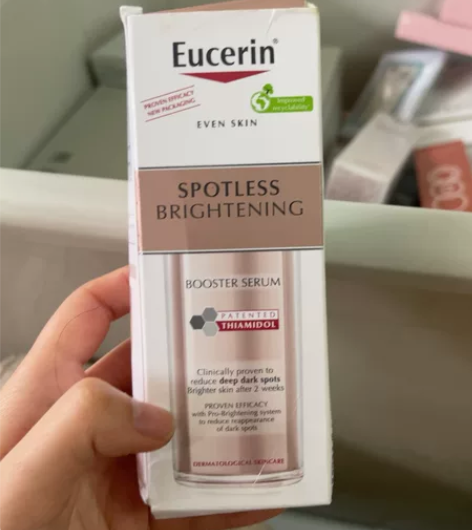 Eucerin®
PROVEN EFFICACY
NEW PACKAGING
Improved
recyclability
EVEN SKIN
SPOTLESS
BRIGHTENING
BOOSTER SERUM
PATENTED
THIAMIDOL
Clinically proven to
reduce deep dark spots
Brighter skin after 2 weeks
PROVEN EFFICACY
with Pro-Brightening system
to reduce reappearance
of dark spots
DERMATOLOGICAL SKINCARE